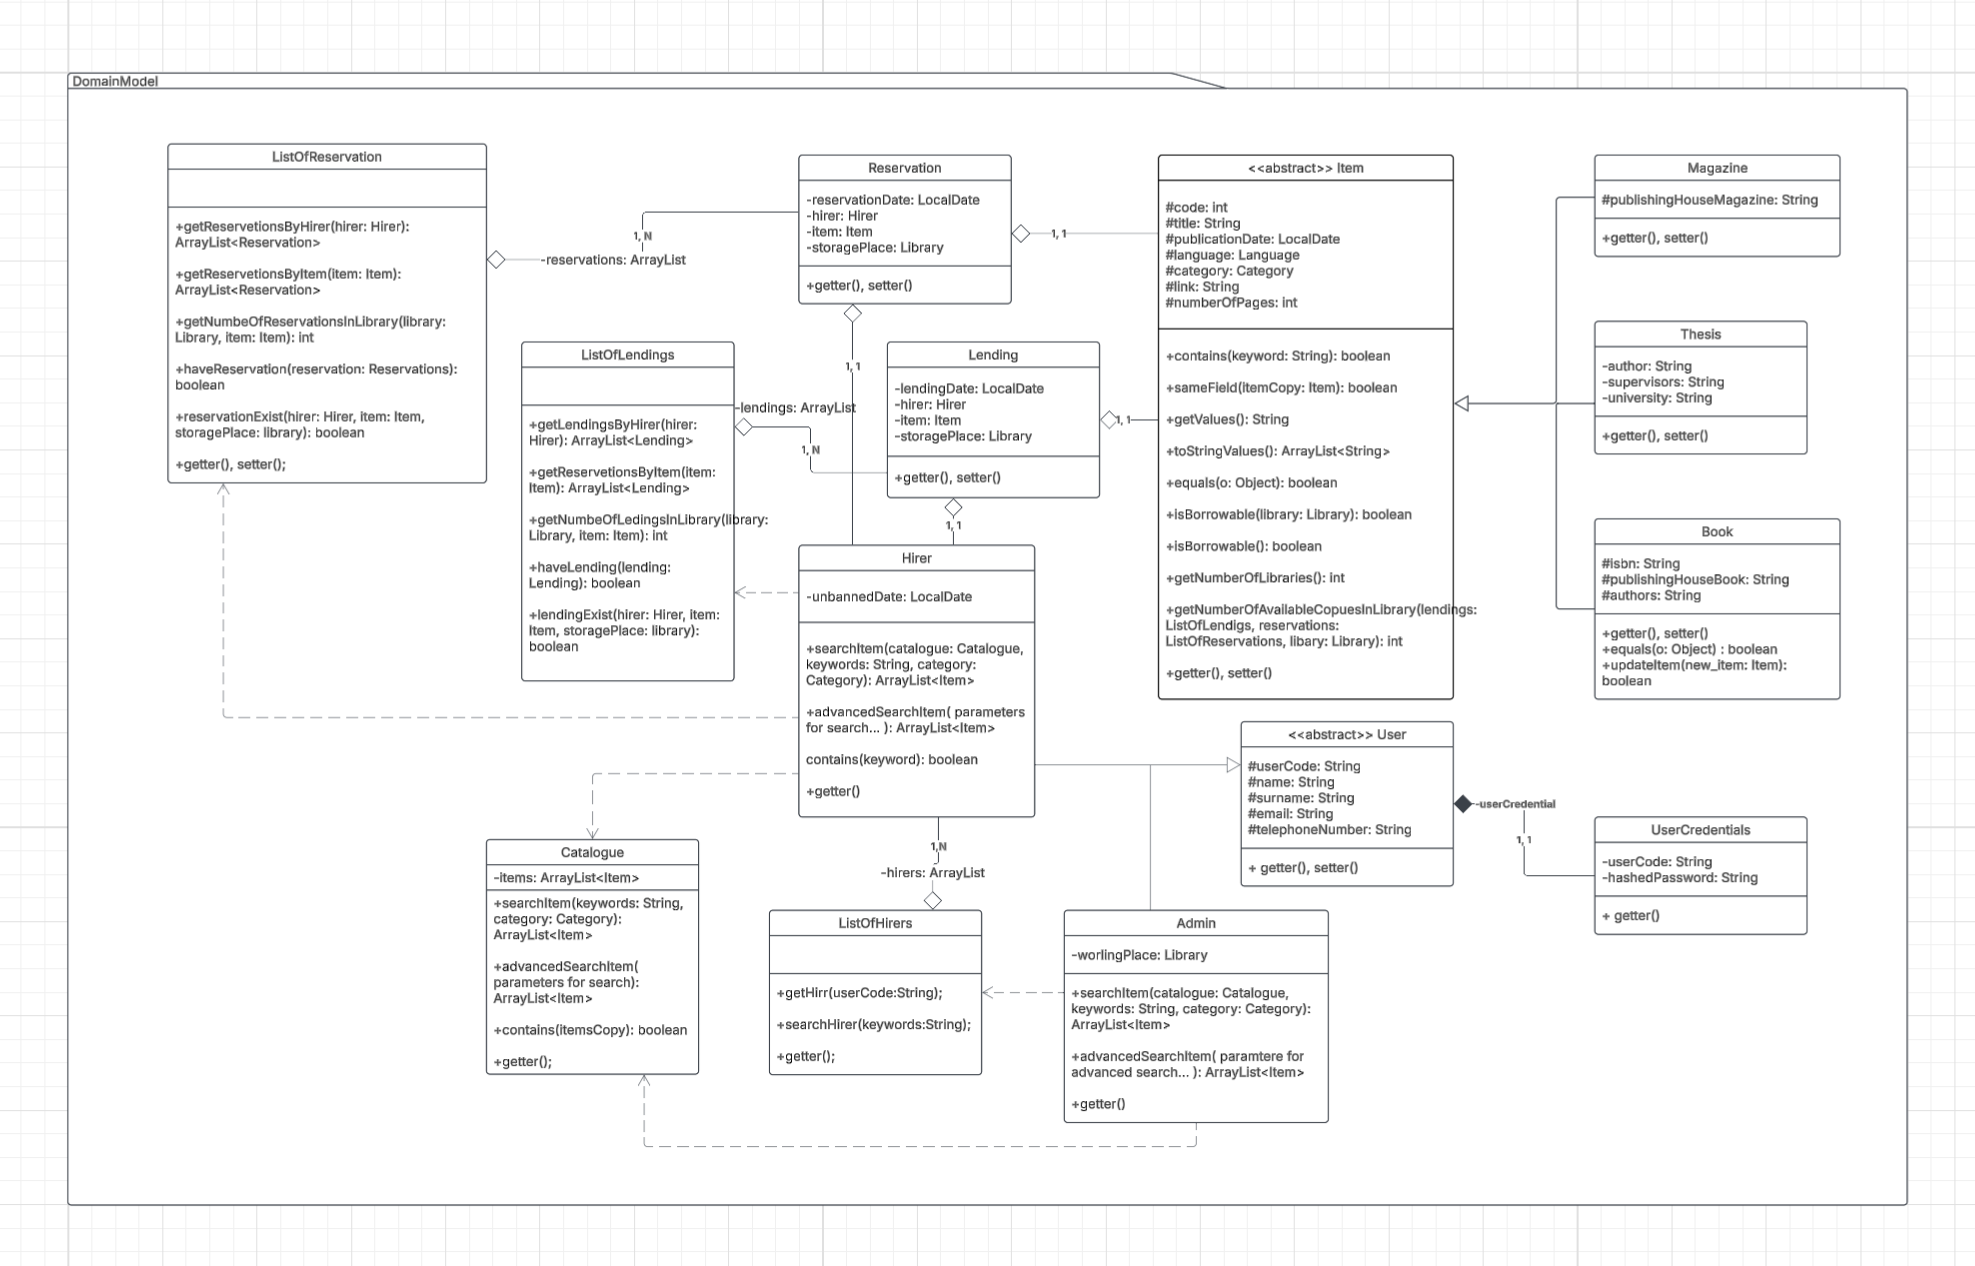 DomainModel
ListOfReservation
+getReservetionsByHirer(hirer: Hirer):
ArrayList<Reservation>
+getReservetionsByItem(item: Item):
ArrayList<Reservation>
+getNumbeOfReservationsInLibrary(library:
Library, item: Item): int
+haveReservation(reservation: Reservations):
boolean
+reservationExist(hirer: Hirer, item: Item,
storagePlace: library): boolean
+getter(), setter();
1, N
-reservations: ArrayList
Reservation
-reservationDate: LocalDate
-hirer: Hirer
-item: Item
-storagePlace: Library
+getter(), setter()
1, 1
1, 1
<<abstract>> Item
#code: int
#title: String
#publicationDate: LocalDate
#language: Language
#category: Category
#link: String
#numberOfPages: int
+contains(keyword: String): boolean
+sameField(itemCopy: Item): boolean
+getValues(): String
+toStringValues(): ArrayList<String>
+equals(o: Object): boolean
+isBorrowable(library: Library): boolean
+isBorrowable(): boolean
+getNumberOfLibraries(): int
+getNumberOfAvailableCopuesInLibrary(lendings:
ListOfLendigs, reservations:
ListOfReservations, libary: Library): int
+getter(), setter()
Magazine
#publishingHouseMagazine: String
+getter(), setter()
Thesis
-author: String
-supervisors: String
-university: String
+getter(), setter()
Book
#isbn: String
#publishingHouseBook: String
#authors: String
+getter(), setter()
+equals(o: Object) : boolean
+updateItem(new_item: Item):
boolean
ListOfLendings
+getLendingsByHirer(hirer:
Hirer): ArrayList<Lending>
+getReservetionsByItem(item:
Item): ArrayList<Lending>
+getNumbeOfLedingsInLIbrary(library:
Library, item: Item): int
+haveLending(lending:
Lending): boolean
+lendingExist(hirer: Hirer, item:
Item, storagePlace: library):
boolean
-lendings: ArrayList
1, N
Lending
-lendingDate: LocalDate
-hirer: Hirer
-item: Item
-storagePlace: Library
+getter(), setter()
1, 1
1, 1
Hirer
-unbannedDate: LocalDate
+searchItem(catalogue: Catalogue,
keywords: String, category:
Category): ArrayList<Item>
+advancedSearchItem( parameters
for search... ): ArrayList<Item>
contains(keyword): boolean
+getter()
<<abstract>> User
#userCode: String
#name: String
#surname: String
#email: String
#telephoneNumber: String
+ getter(), setter()
-userCredential
1, 1
UserCredentials
-userCode: String
-hashedPassword: String
+ getter()
Catalogue
-items: ArrayList<Item>
+searchItem(keywords: String,
category: Category):
ArrayList<Item>
+advancedSearchItem(
parameters for search):
ArrayList<Item>
+contains(itemsCopy): boolean
+getter();
1,N
-hirers: ArrayList
ListOfHirers
+getHirr(userCode:String);
+searchHirer(keywords:String);
+getter();
Admin
-worlingPlace: Library
+searchItem(catalogue: Catalogue,
keywords: String, category: Category):
ArrayList<Item>
+advancedSearchItem( paramtere for
advanced search... ): ArrayList<Item>
+getter()